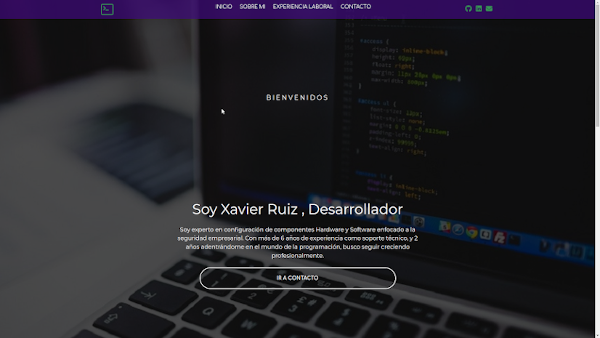 INICIO SOBRE MI EXPERIENCIA LABORAL CONTACTO
BIENVENIDOS
Soy Xavier Ruiz , Desarrollador
Soy experto en configuración de componentes Hardware y Software enfocado a la
seguridad empresarial. Con más de 6 años de experiencia como soporte técnico, y 2
años adentrándome en el mundo de la programación, busco seguir creciendo
profesionalmente.
IR A CONTACTO